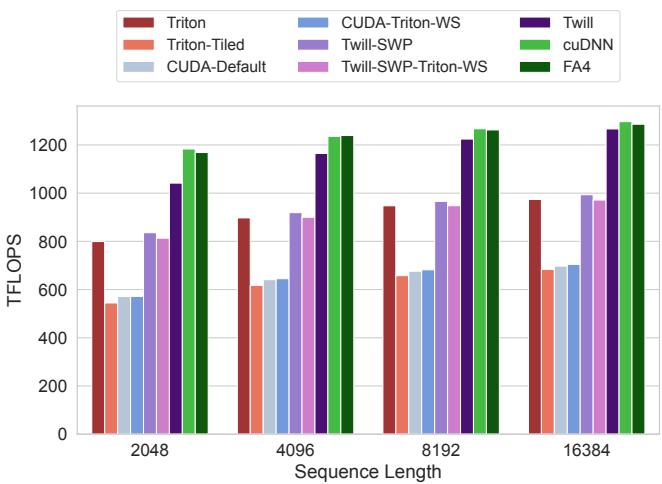 Triton CUDA-Triton-WS Twill
Triton-Tiled Twill-SWP cuDNN
CUDA-Default Twill-SWP-Triton-WS FA4
1200
1000
800
600
400
200
0
TFLOPS
2048 4096 8192 16384
Sequence Length